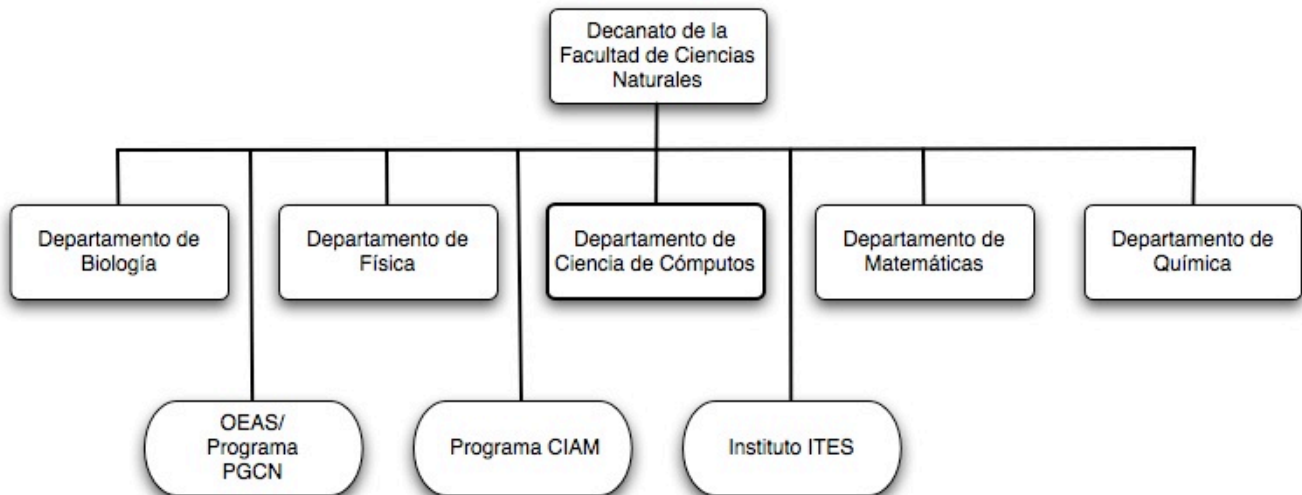 Decanato de la
Facultad de Ciencias
Naturales
Departamento de
Biología
Departamento de
Física
Departamento de
Ciencia de Cómputos
Departamento de
Matemáticas
Departamento de
Química
OEAS/
Programa
PGCN
Programa CIAM
Instituto ITES